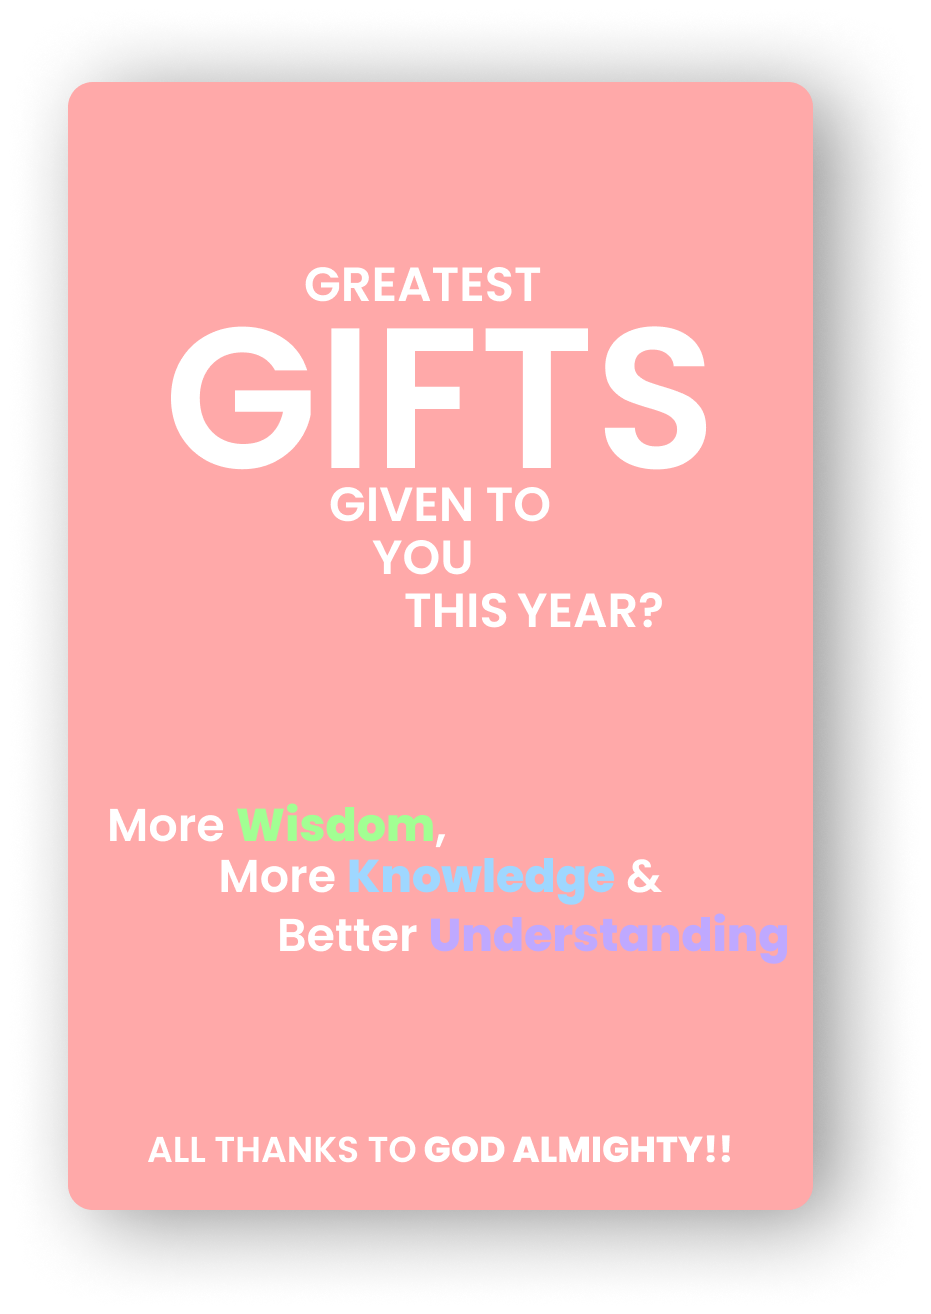 GREATEST
GIFTS
GIVEN TO
YOU
THIS YEAR?
More Wisdom,
More Knowledge &
Better Understanding
ALL THANKS TO GOD ALMIGHTY!!